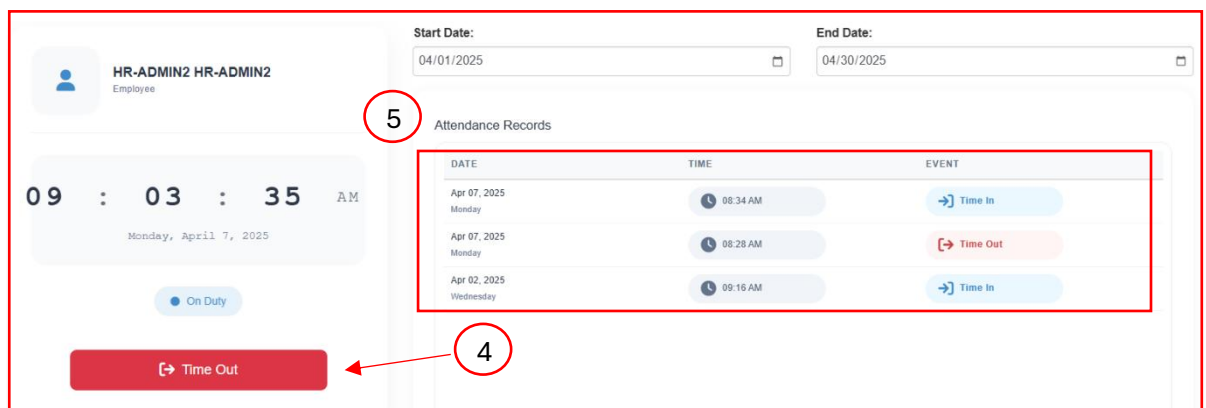 HR-ADMIN2 HR-ADMIN2
Employee
09 : 03 : 35 AM
Monday, April 7, 2025
On Duty
Time Out
4
Start Date:
04/01/2025
End Date:
04/30/2025
5
Attendance Records
DATE TIME EVENT
Apr 07, 2025
Monday
08:34 AM
Time In
Apr 07, 2025
Monday
08:28 AM
Time Out
Apr 02, 2025
Wednesday
09:16 AM
Time In